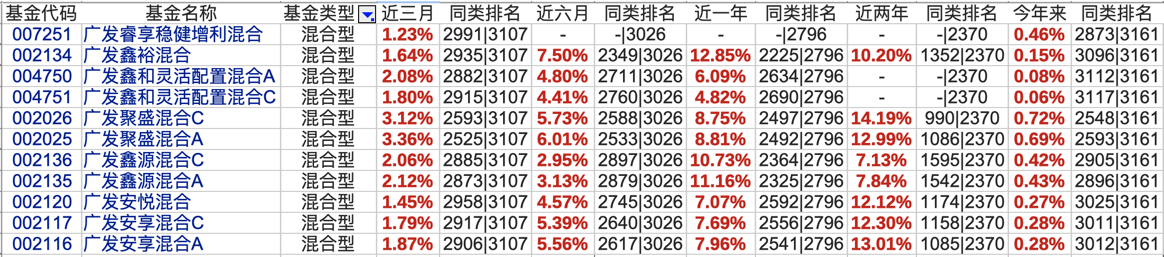 基金代码 基金名称 基金类型 近三月 同类排名 近六月 同类排名 近一年 同类排名 近两年 同类排名 今年来 同类排名
007251 广发睿享稳健增利混合 混合型 1.23% 2991|3107 - -|3026 - -|2796 - -|2370 0.46% 2873|3161
002134 广发鑫裕混合 混合型 1.64% 2935|3107 7.50% 2349|3026 12.85% 2225|2796 10.20% 1352|2370 0.15% 3096|3161
004750 广发鑫和灵活配置混合A 混合型 2.08% 2882|3107 4.80% 2711|3026 6.09% 2634|2796 - -|2370 0.08% 3112|3161
004751 广发鑫和灵活配置混合C 混合型 1.80% 2915|3107 4.41% 2760|3026 4.82% 2690|2796 - -|2370 0.06% 3117|3161
002026 广发聚盛混合C 混合型 3.12% 2593|3107 5.73% 2588|3026 8.75% 2497|2796 14.19% 990|2370 0.72% 2548|3161
002025 广发聚盛混合A 混合型 3.36% 2525|3107 6.01% 2533|3026 8.81% 2492|2796 12.99% 1086|2370 0.69% 2593|3161
002136 广发鑫源混合C 混合型 2.06% 2885|3107 2.95% 2897|3026 10.73% 2364|2796 7.13% 1595|2370 0.42% 2905|3161
002135 广发鑫源混合A 混合型 2.12% 2873|3107 3.13% 2879|3026 11.16% 2325|2796 7.84% 1542|2370 0.43% 2896|3161
002120 广发安悦混合 混合型 1.45% 2958|3107 4.57% 2745|3026 7.07% 2592|2796 12.12% 1174|2370 0.27% 3025|3161
002117 广发安享混合C 混合型 1.79% 2917|3107 5.39% 2640|3026 7.69% 2556|2796 12.30% 1158|2370 0.28% 3011|3161
002116 广发安享混合A 混合型 1.87% 2906|3107 5.56% 2617|3026 7.96% 2541|2796 13.01% 1085|2370 0.28% 3012|3161